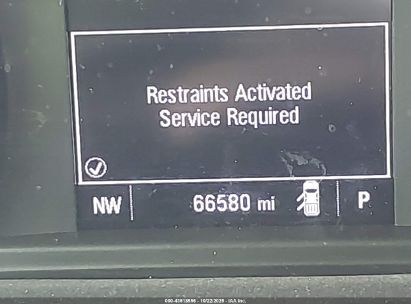 Restraints Activated
Service Required
NW 66580 mi P